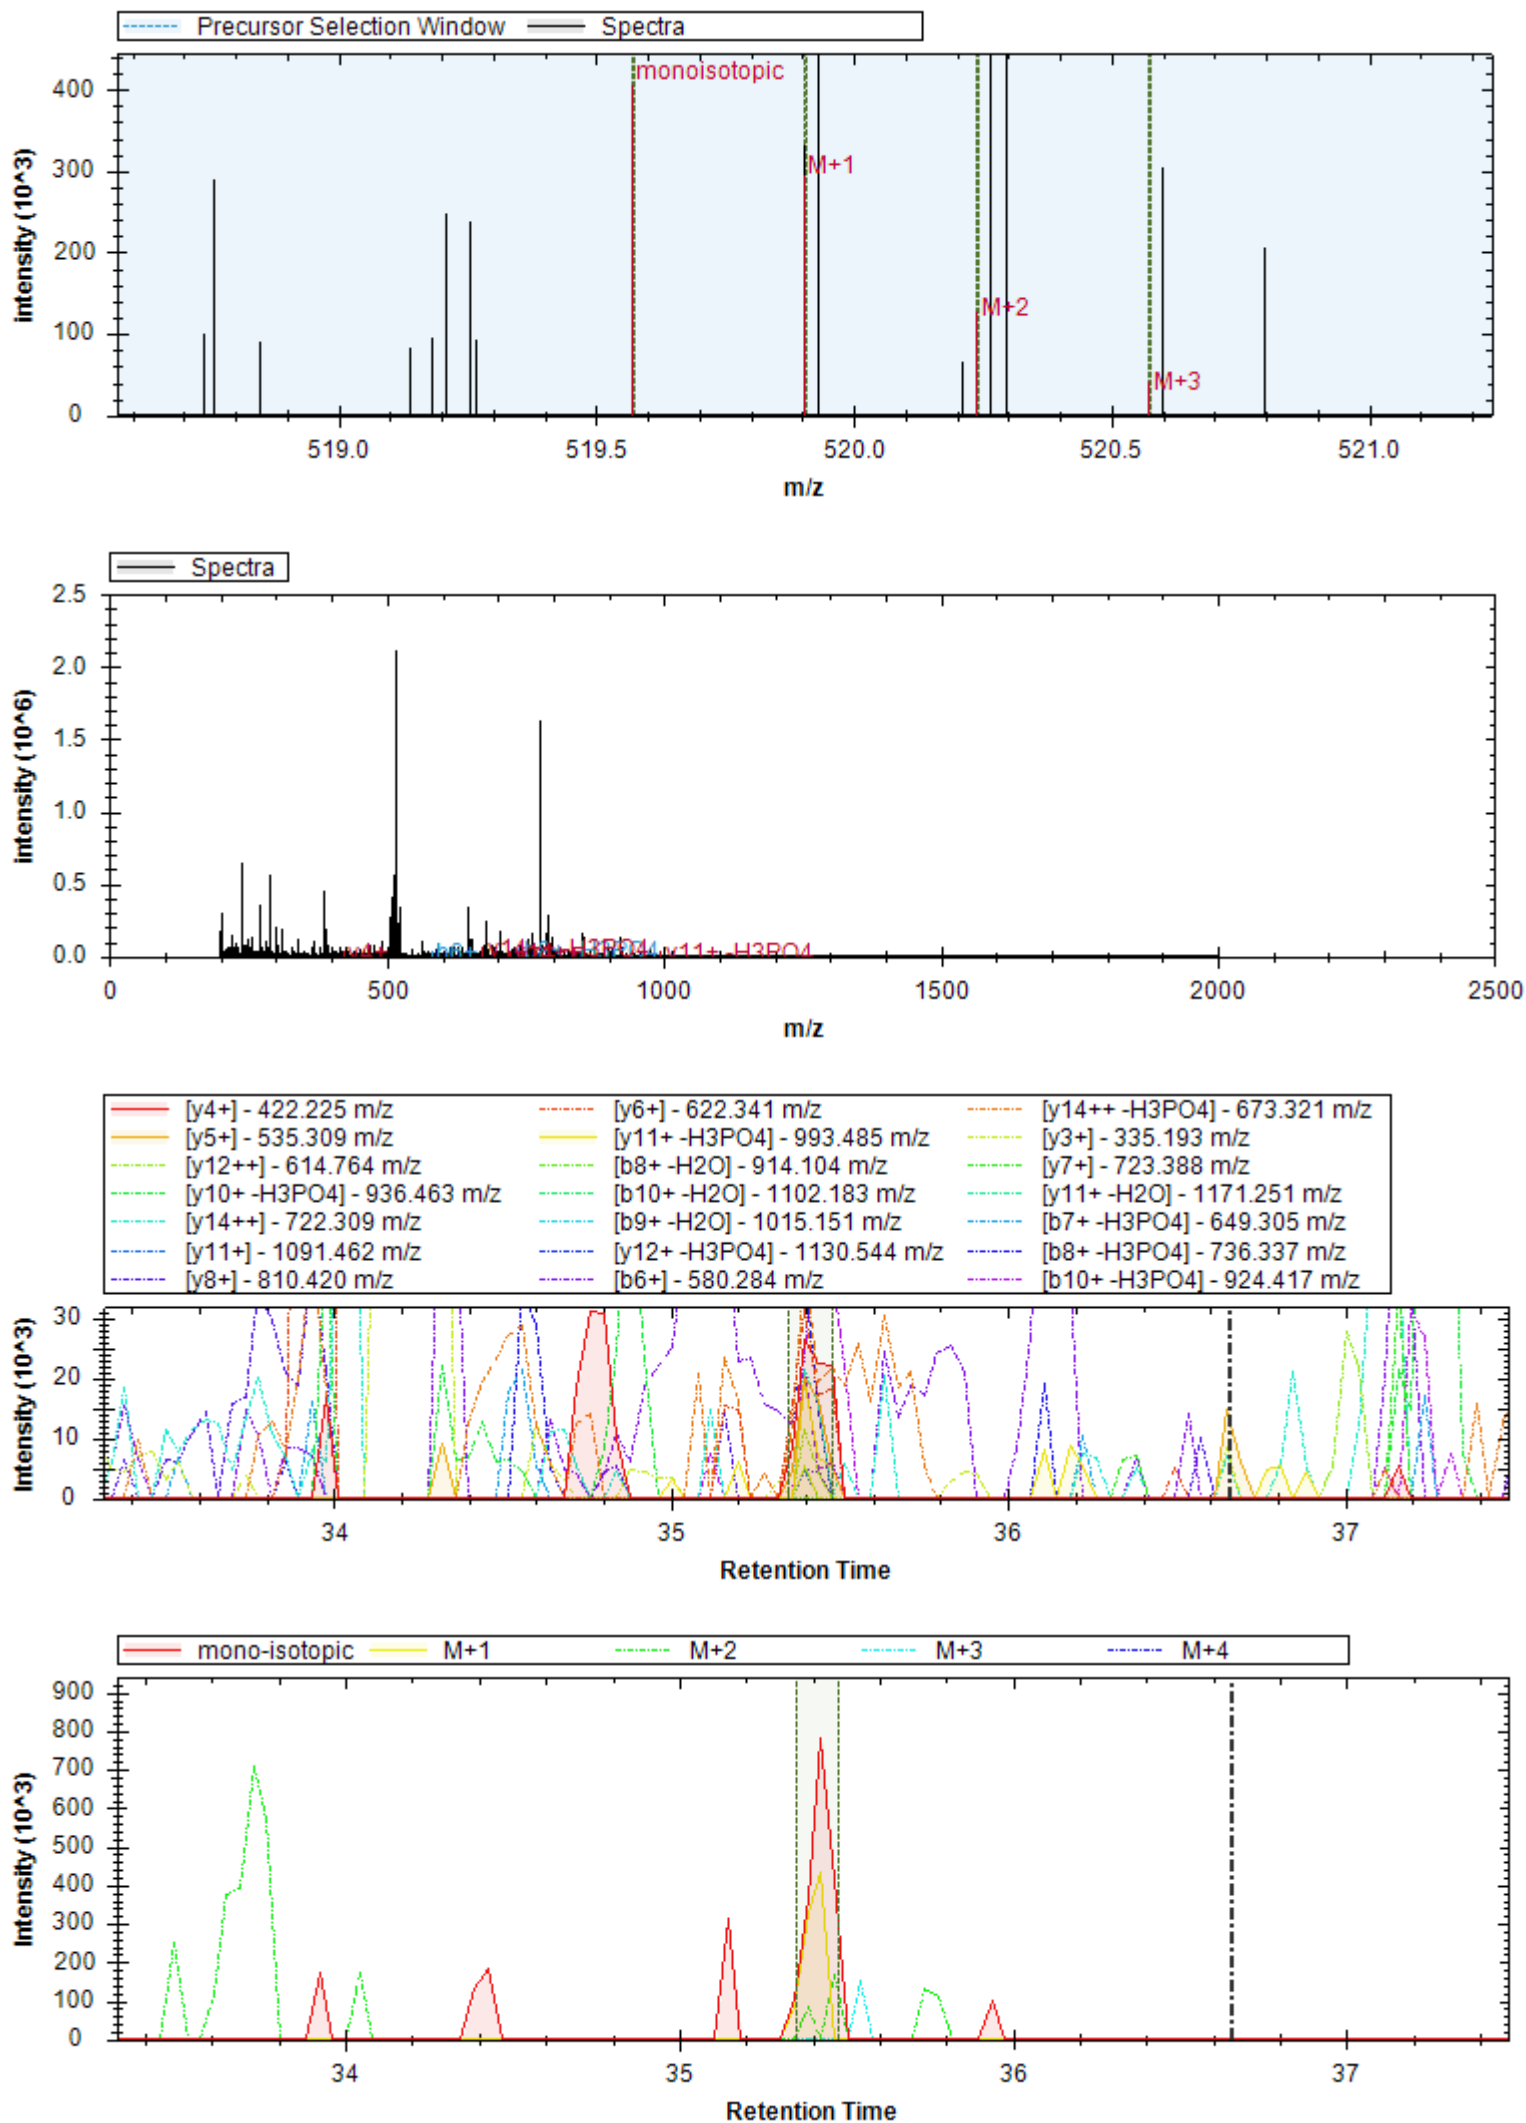 Precursor Selection Window Spectra
monoisotopic
M+1
M+2
M+3
400
300
200
100
0
intensity (10^3)
519.0 519.5 520.0 520.5 521.0
m/z
Spectra
2.5
2.0
1.5
1.0
0.5
0.0
intensity (10^6)
y11+ -H3PO4
0 500 1000 1500 2000 2500
m/z
[y4+] - 422.225 m/z [y6+] - 622.341 m/z [y14++ -H3PO4] - 673.321 m/z
[y5+] - 535.309 m/z [y11+ -H3PO4] - 993.485 m/z [y3+] - 335.193 m/z
[y12++] - 614.764 m/z [b8+ -H2O] - 914.104 m/z [y7+] - 723.388 m/z
[y10+ -H3PO4] - 936.463 m/z [b10+ -H2O] - 1102.183 m/z [y11+ -H2O] - 1171.251 m/z
[y14++] - 722.309 m/z [b9+ -H2O] - 1015.151 m/z [b7+ -H3PO4] - 649.305 m/z
[y11+] - 1091.462 m/z [y12+ -H3PO4] - 1130.544 m/z [b8+ -H3PO4] - 736.337 m/z
[y8+] - 810.420 m/z [b6+] - 580.284 m/z [b10+ -H3PO4] - 924.417 m/z
30
20
10
0
Intensity (10^3)
34 35 36 37
Retention Time
mono-isotopic M+1 M+2 M+3 M+4
900
800
700
600
500
400
300
200
100
0
Intensity (10^3)
34 35 36 37
Retention Time